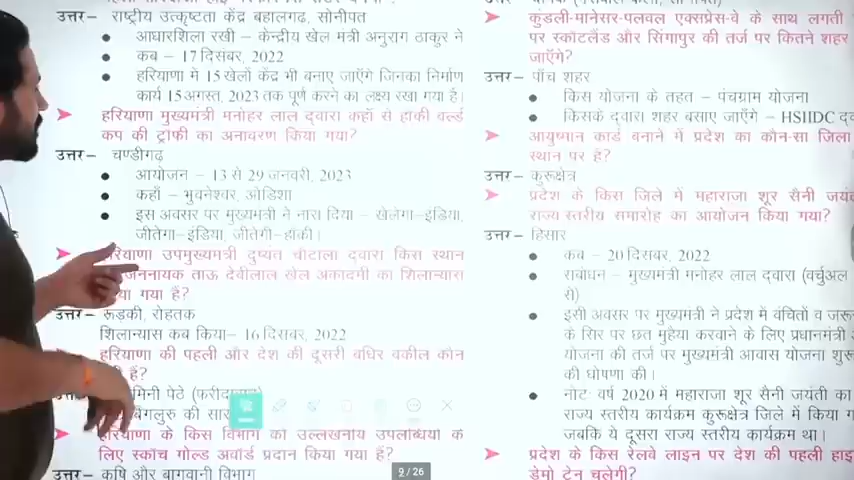 उत्तर– राष्ट्रीय उत्कृष्टता केंद्र बहालगढ़, सोनीपत
आधारशिला रखी – केन्द्रीय खेल मंत्री अनुराग ठाकुर ने
कब – 17 दिसंबर, 2022
हरियाणा में 15 खेलों केंद्र भी बनाए जाएँगे जिनका निर्माण
कार्य 15 अगस्त, 2023 तक पूर्ण करने का लक्ष्य रखा गया है।
हरियाणा मुख्यमंत्री मनोहर लाल द्वारा कहाँ से हाकी वर्ल्ड
कप की ट्रॉफी का अनावरण किया गया?
उत्तर– चण्डीगढ़
आयोजन – 13 से 29 जनवरी, 2023
कहाँ – भुवनेश्वर, ओडिशा
इस अवसर पर मुख्यमंत्री ने नारा दिया – खेलेगा–इंडिया,
जीतेगा–इंडिया, जीतेगी–हॉकी।
रियाणा उपमुख्यमंत्री दुष्यंत चौटाला द्वारा किस स्थान
जननायक ताऊ देवीलाल खेल अकादमी का शिलान्यास
या गया है?
उत्तर– रूड़की, रोहतक
शिलान्यास कब किया– 16 दिसंबर, 2022
हरियाणा की पहली और देश की दूसरी बधिर वकील कौन
है?
उत्त मिनी पेठे
बेंगलुरु की
हरियाणा के किस विभाग को उल्लेखनीय उपलब्धियों के
लिए स्कॉच गोल्ड अवॉर्ड प्रदान किया गया है?
उत्तर– कृषि और बागवानी विभाग
कुंडली-मानेसर-पलवल एक्सप्रेस-वे के साथ लगती
पर स्कॉटलैंड और सिंगापुर की तर्ज पर कितने शहर
जाएँगे?
उत्तर– पाँच शहर
किस योजना के तहत – पंचग्राम योजना
किसके द्वारा शहर बसाए जाएँगे – HSIIDC द्व
आयुष्मान कार्ड बनाने में प्रदेश का कौन-सा जिला
स्थान पर है?
उत्तर– कुरूक्षेत्र
प्रदेश के किस जिले में महाराजा शूर सैनी जयं
राज्य स्तरीय समारोह का आयोजन किया गया?
उत्तर– हिसार
कब – 20 दिसंबर, 2022
संबोधन – मुख्यमंत्री मनोहर लाल द्वारा (वर्चुअल
से)
इसी अवसर पर मुख्यमंत्री ने प्रदेश में वंचितों व जरू
के सिर पर छत मुहैया करवाने के लिए प्रधानमंत्री
योजना की तर्ज पर मुख्यमंत्री आवास योजना शुरू
की घोषणा की।
नोट: वर्ष 2020 में महाराजा शूर सैनी जयंती का
राज्य स्तरीय कार्यक्रम कुरूक्षेत्र जिले में किया ग
जबकि ये दूसरा राज्य स्तरीय कार्यक्रम था।
प्रदेश के किस रेलवे लाइन पर देश की पहली हाइ
डेमो ट्रेन चलेगी?
9 / 26